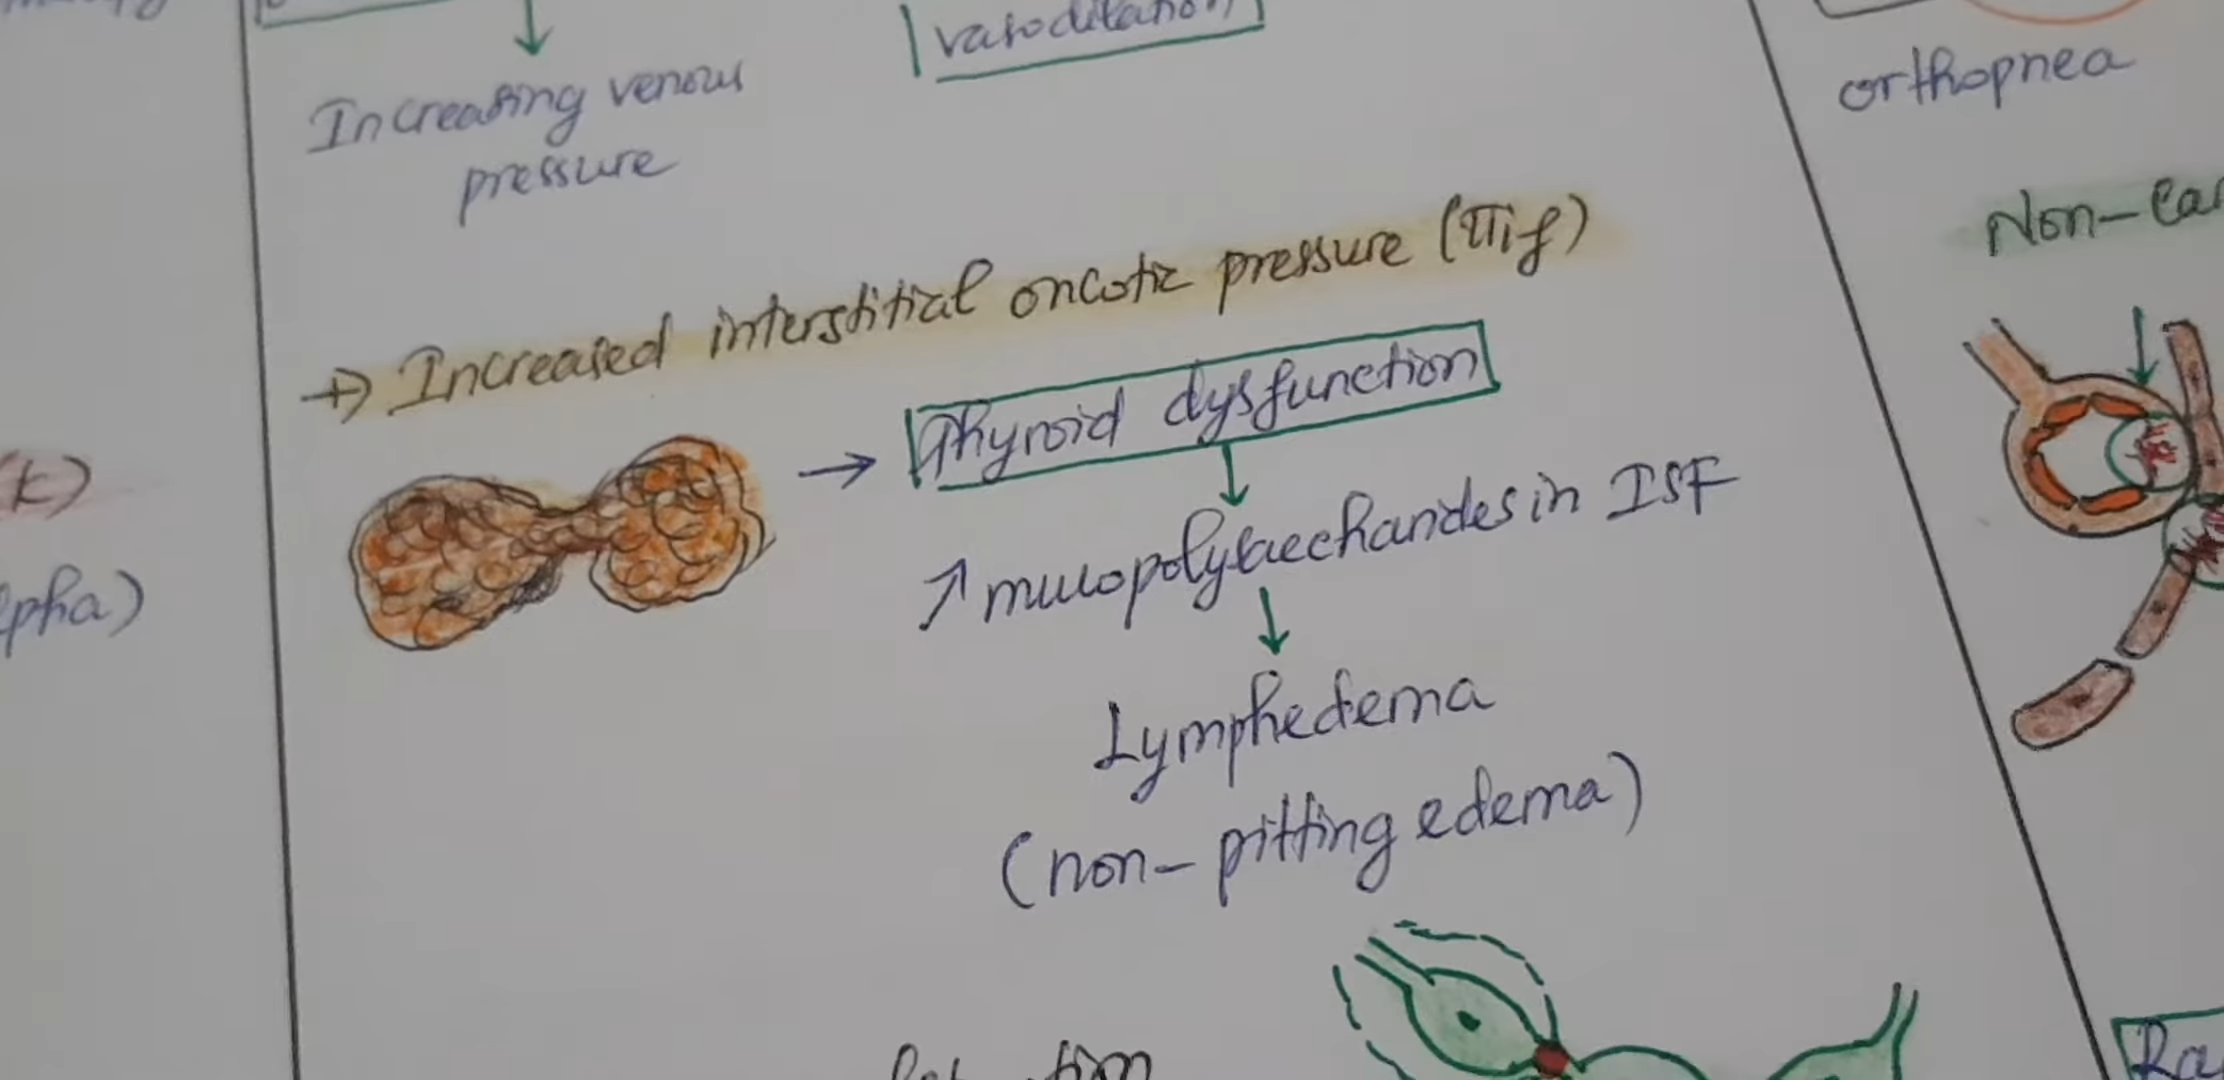 Increasing venous
pressure
vasodilation
→ Increased interstitial oncotic pressure (πif)
→ Thyroid dysfunction
↓
↑ mucopolysaechandes in ISF
↓
Lymphedema
(non-pitting edema)
orthopnea
Non-